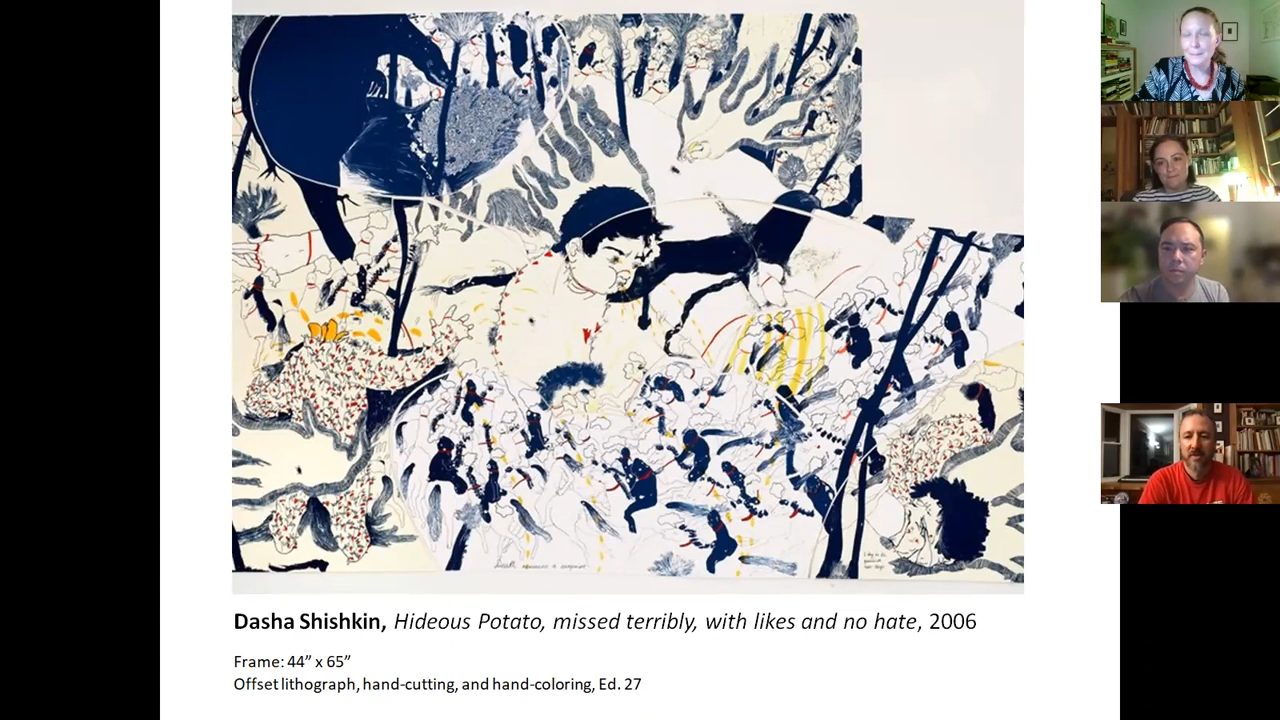 Dasha Shishkin, Hideous Potato, missed terribly, with likes and no hate, 2006
Frame: 44” x 65”
Offset lithograph, hand-cutting, and hand-coloring, Ed. 27